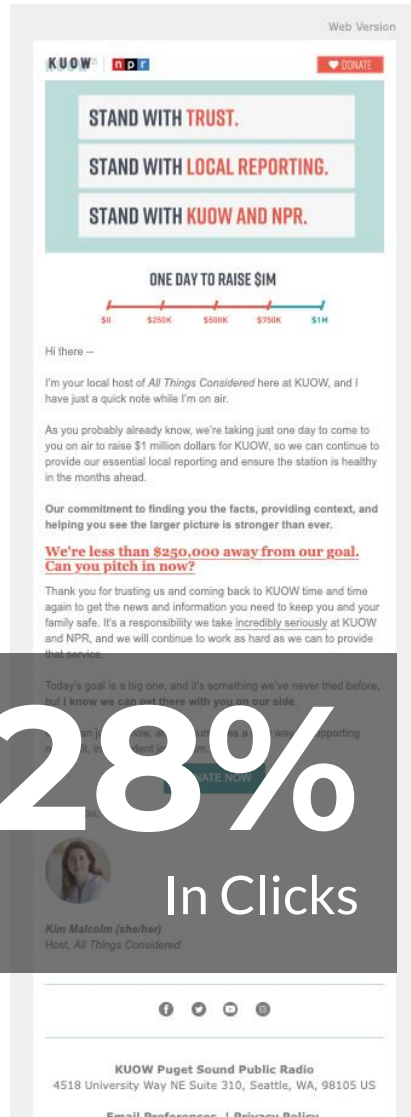 Web Version
KUOW npr
DONATE
STAND WITH TRUST.
STAND WITH LOCAL REPORTING.
STAND WITH KUOW AND NPR.
ONE DAY TO RAISE $1M
$0 $250K $500K $750K $1M
Hi there —
I'm your local host of All Things Considered here at KUOW, and I
have just a quick note while I'm on air.
As you probably already know, we're taking just one day to come to
you on air to raise $1 million dollars for KUOW, so we can continue to
provide our essential local reporting and ensure the station is healthy
in the months ahead.
Our commitment to finding you the facts, providing context, and
helping you see the larger picture is stronger than ever.
We're less than $250,000 away from our goal.
Can you pitch in now?
Thank you for trusting us and coming back to KUOW time and time
again to get the news and information you need to keep you and your
family safe. It's a responsibility we take incredibly seriously at KUOW
and NPR, and we will continue to work as hard as we can to provide
that service.
Today's goal is a big one, and it's something we've never tried before,
but I know we can get there with you on our side.
supporting
NATE NOW
28%
In Clicks
Kim Malcolm (she/her)
Host, All Things Considered
KUOW Puget Sound Public Radio
4518 University Way NE Suite 310, Seattle, WA, 98105 US
Email Preferences | Privacy Policy